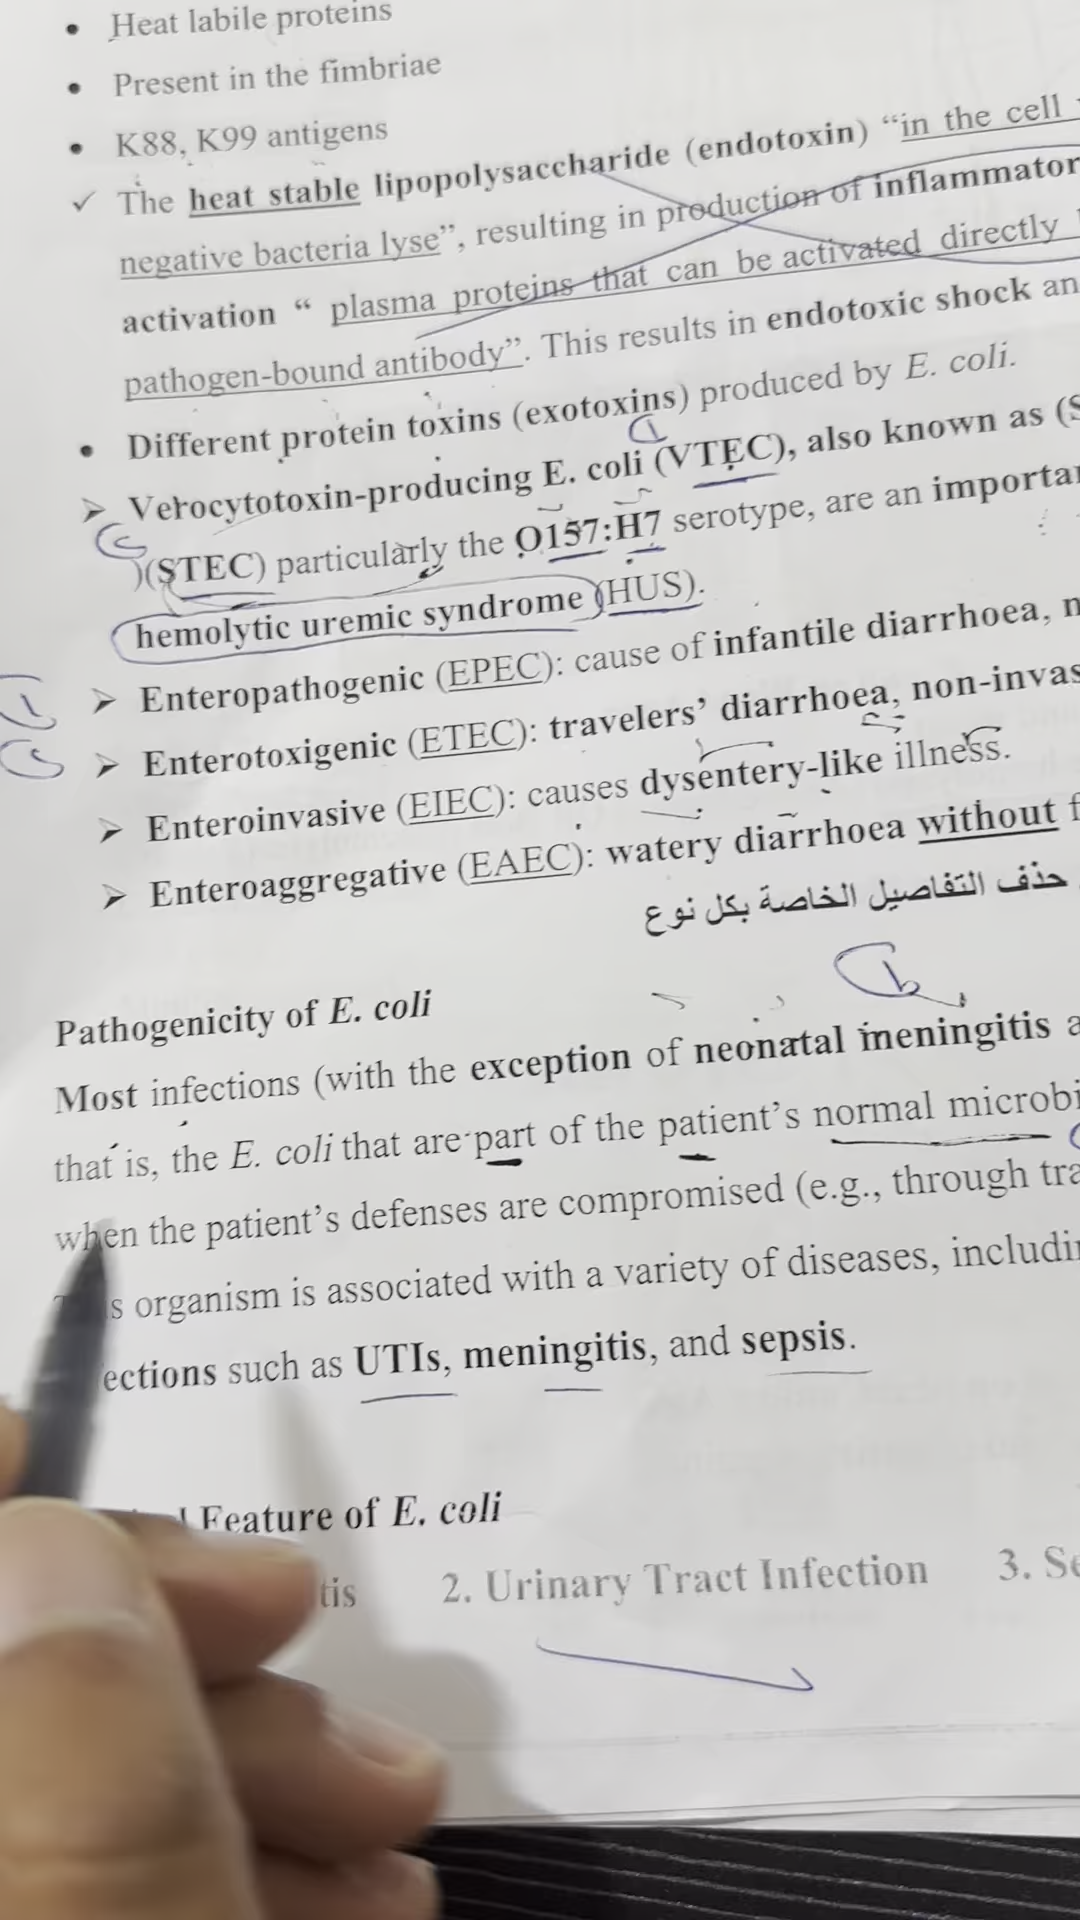 • Heat labile proteins
• Present in the fimbriae
• K88, K99 antigens
✓ The heat stable lipopolysaccharide (endotoxin) “in the cell
negative bacteria lyse”, resulting in production of inflammator
activation “ plasma proteins that can be activated directly
pathogen-bound antibody”. This results in endotoxic shock an
• Different protein toxins (exotoxins) produced by E. coli.
➢ Verocytotoxin-producing E. coli (VTEC), also known as (S
)(STEC) particularly the O157:H7 serotype, are an importa
hemolytic uremic syndrome (HUS).
➢ Enteropathogenic (EPEC): cause of infantile diarrhoea, n
➢ Enterotoxigenic (ETEC): travelers’ diarrhoea, non-invas
➢ Enteroinvasive (EIEC): causes dysentery-like illness.
➢ Enteroaggregative (EAEC): watery diarrhoea without f
حذف التفاصيل الخاصة بكل نوع
Pathogenicity of E. coli
Most infections (with the exception of neonatal meningitis a
that is, the E. coli that are part of the patient’s normal microbi
when the patient’s defenses are compromised (e.g., through tra
s organism is associated with a variety of diseases, includin
ections such as UTIs, meningitis, and sepsis.
Feature of E. coli
tis 2. Urinary Tract Infection 3. Se